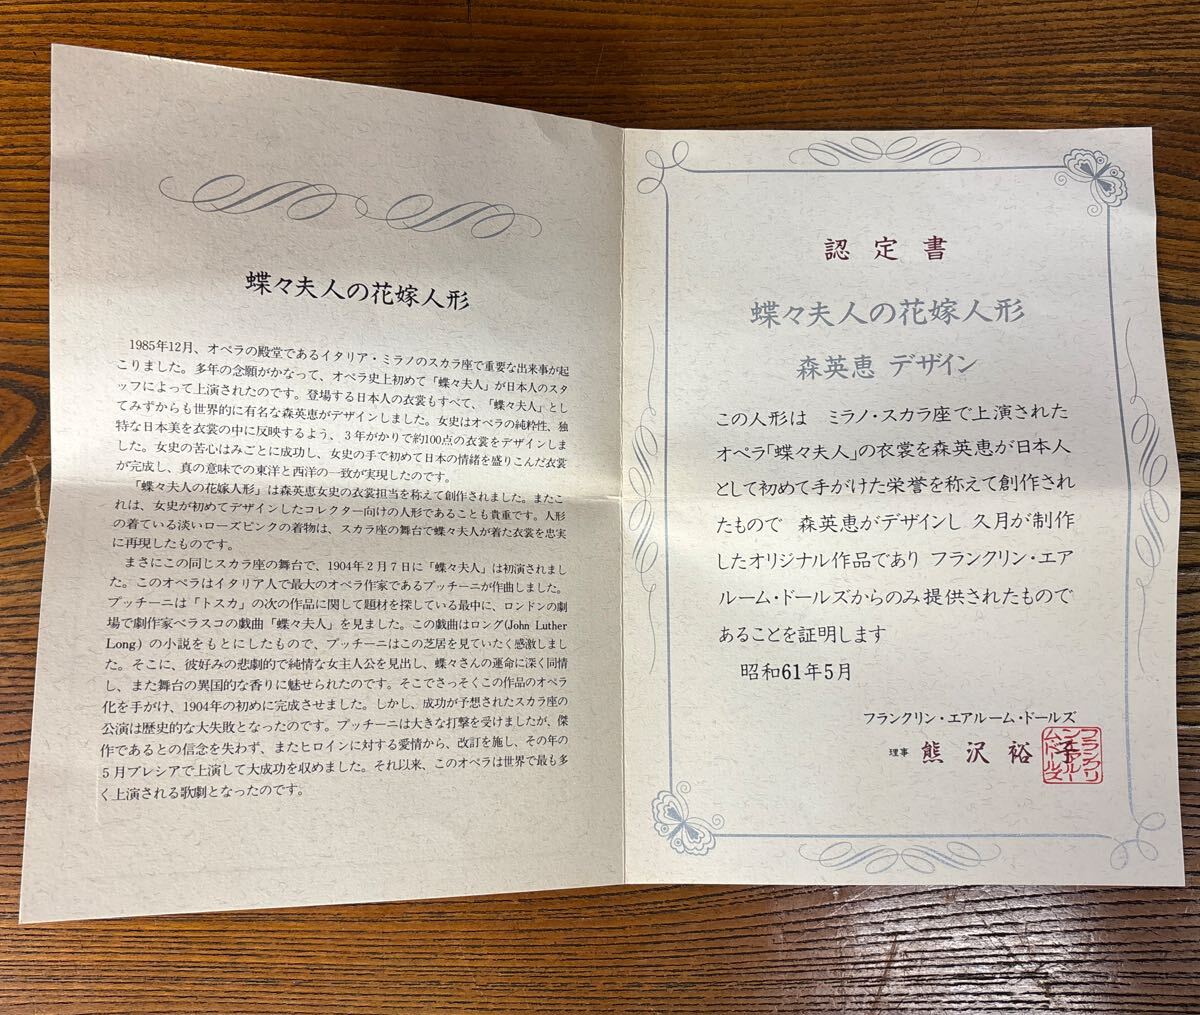 蝶々夫人の花嫁人形
1985年12月、オペラの殿堂であるイタリア・ミラノのスカラ座で重要な出来事が起
こりました。多年の念願がかなって、オペラ史上初めて「蝶々夫人」が日本人のスタ
ッフによって上演されたのです。登場する日本人の衣裳もすべて、「蝶々夫人」とし
てみずからも世界的に有名な森英恵がデザインしました。女史はオペラの純粋性、独
特な日本美を衣裳の中に反映するよう、3年がかりで約100点の衣裳をデザインしま
した。女史の苦心はみごとに成功し、女史の手で初めて日本の情緒を盛りこんだ衣裳
が完成し、真の意味での東洋と西洋の一致が実現したのです。
「蝶々夫人の花嫁人形」は森英恵女史の衣裳担当を称えて創作されました。またこ
れは、女史が初めてデザインしたコレクター向けの人形であることも貴重です。人形
の着ている淡いローズピンクの着物は、スカラ座の舞台で蝶々夫人が着た衣裳を忠実
に再現したものです。
まさにこの同じスカラ座の舞台で、1904年2月7日に「蝶々夫人」は初演されまし
た。このオペラはイタリア人で最大のオペラ作家であるプッチーニが作曲しました。
プッチーニは「トスカ」の次の作品に関して題材を探している最中に、ロンドンの劇
場で劇作家ベラスコの戯曲「蝶々夫人」を見ました。この戯曲はロング(John Luther
Long)の小説をもとにしたもので、プッチーニはこの芝居を見ていたく感激しまし
た。そこに、彼好みの悲劇的で純情な女主人公を見出し、蝶々さんの運命に深く同情
し、また舞台の異国的な香りに魅せられたのです。そこでさっそくこの作品のオペラ
化を手がけ、1904年の初めに完成させました。しかし、成功が予想されたスカラ座の
公演は歴史的な大失敗となったのです。プッチーニは大きな打撃を受けましたが、傑
作であるとの信念を失わず、またヒロインに対する愛情から、改訂を施し、その年の
5月ブレシアで上演して大成功を収めました。それ以来、このオペラは世界で最も多
く上演される歌劇となったのです。
認定書
蝶々夫人の花嫁人形
森英恵 デザイン
この人形は ミラノ・スカラ座で上演された
オペラ「蝶々夫人」の衣裳を森英恵が日本人
として初めて手がけた栄誉を称えて創作され
たもので 森英恵がデザインし 久月が制作
したオリジナル作品であり フランクリン・エア
ルーム・ドールズからのみ提供されたもので
あることを証明します
昭和61年5月
フランクリン・エアルーム・ドールズ
理事 熊沢裕子
フランクリ
ン・エアルー
ム・ドールズ